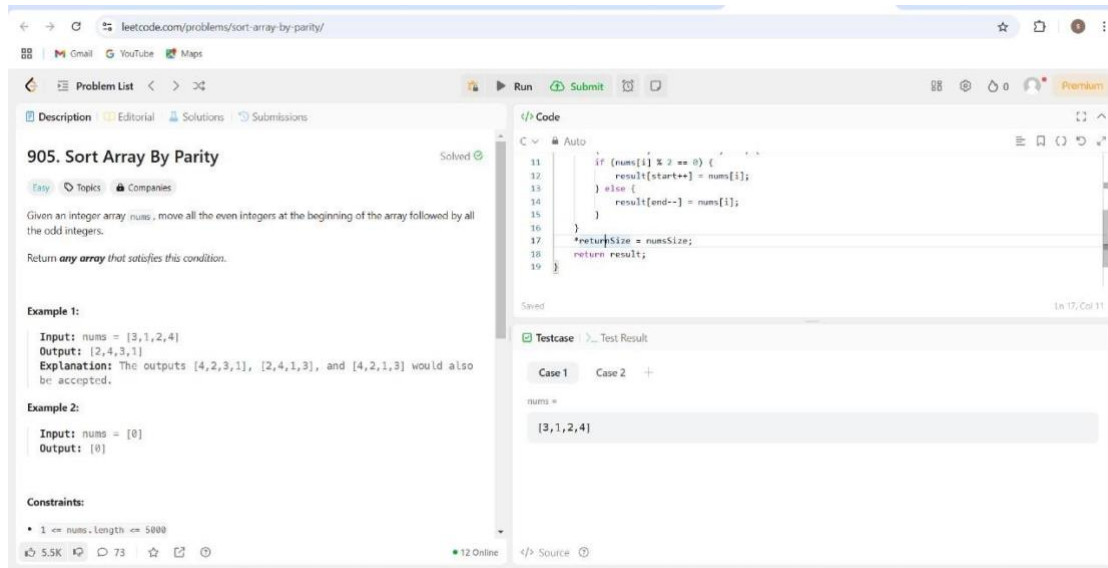 leetcode.com/problems/sort-array-by-parity/
Gmail YouTube Maps
Problem List Run Submit 0 Premium
Description Editorial Solutions Submissions
</> Code
C Auto
905. Sort Array By Parity
Solved
Easy Topics Companies
Given an integer array nums, move all the even integers at the beginning of the array followed by all
the odd integers.
Return any array that satisfies this condition.
Example 1:
Input: nums = [3,1,2,4]
Output: [2,4,3,1]
Explanation: The outputs [4,2,3,1], [2,4,1,3], and [4,2,1,3] would also
be accepted.
Example 2:
Input: nums = [0]
Output: [0]
Constraints:
• 1 <= nums.length <= 5000
5.5K 73 12 Online
11 if (nums[i] % 2 == 0) {
12 result[start++] = nums[i];
13 } else {
14 result[end--] = nums[i];
15 }
16 }
17 *returnSize = numsSize;
18 return result;
19 }
Saved Ln 17, Col 11
Testcase >_ Test Result
Case 1 Case 2 +
nums =
[3,1,2,4]
</> Source